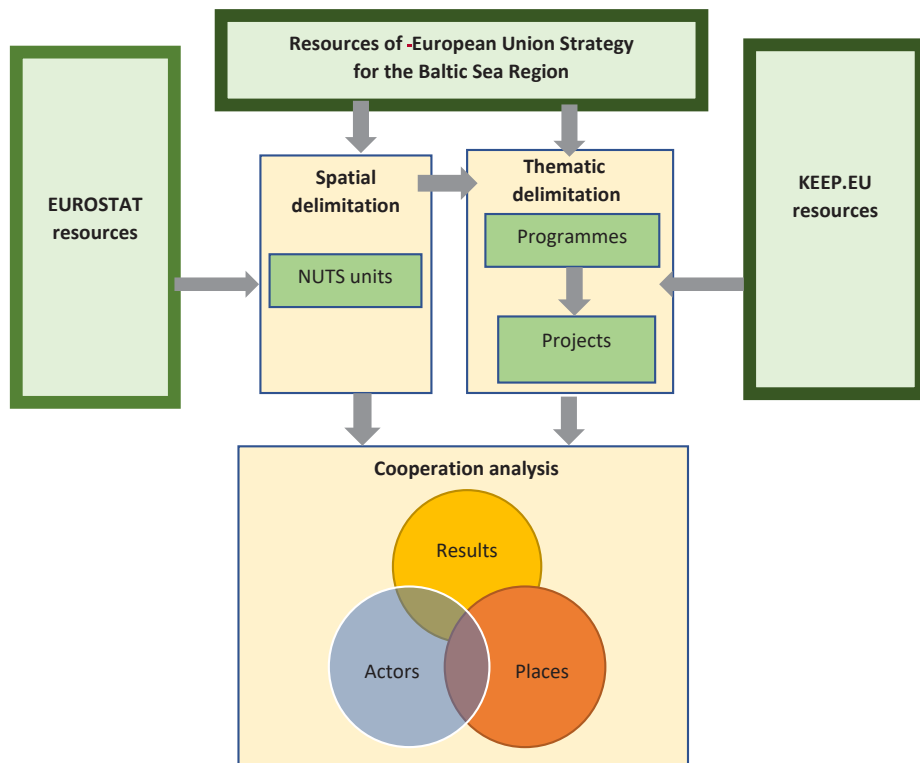 Resources of -European Union Strategy
for the Baltic Sea Region
EUROSTAT
resources
Spatial
delimitation
NUTS units
Thematic
delimitation
Programmes
Projects
KEEP.EU
resources
Cooperation analysis
Results
Actors
Places